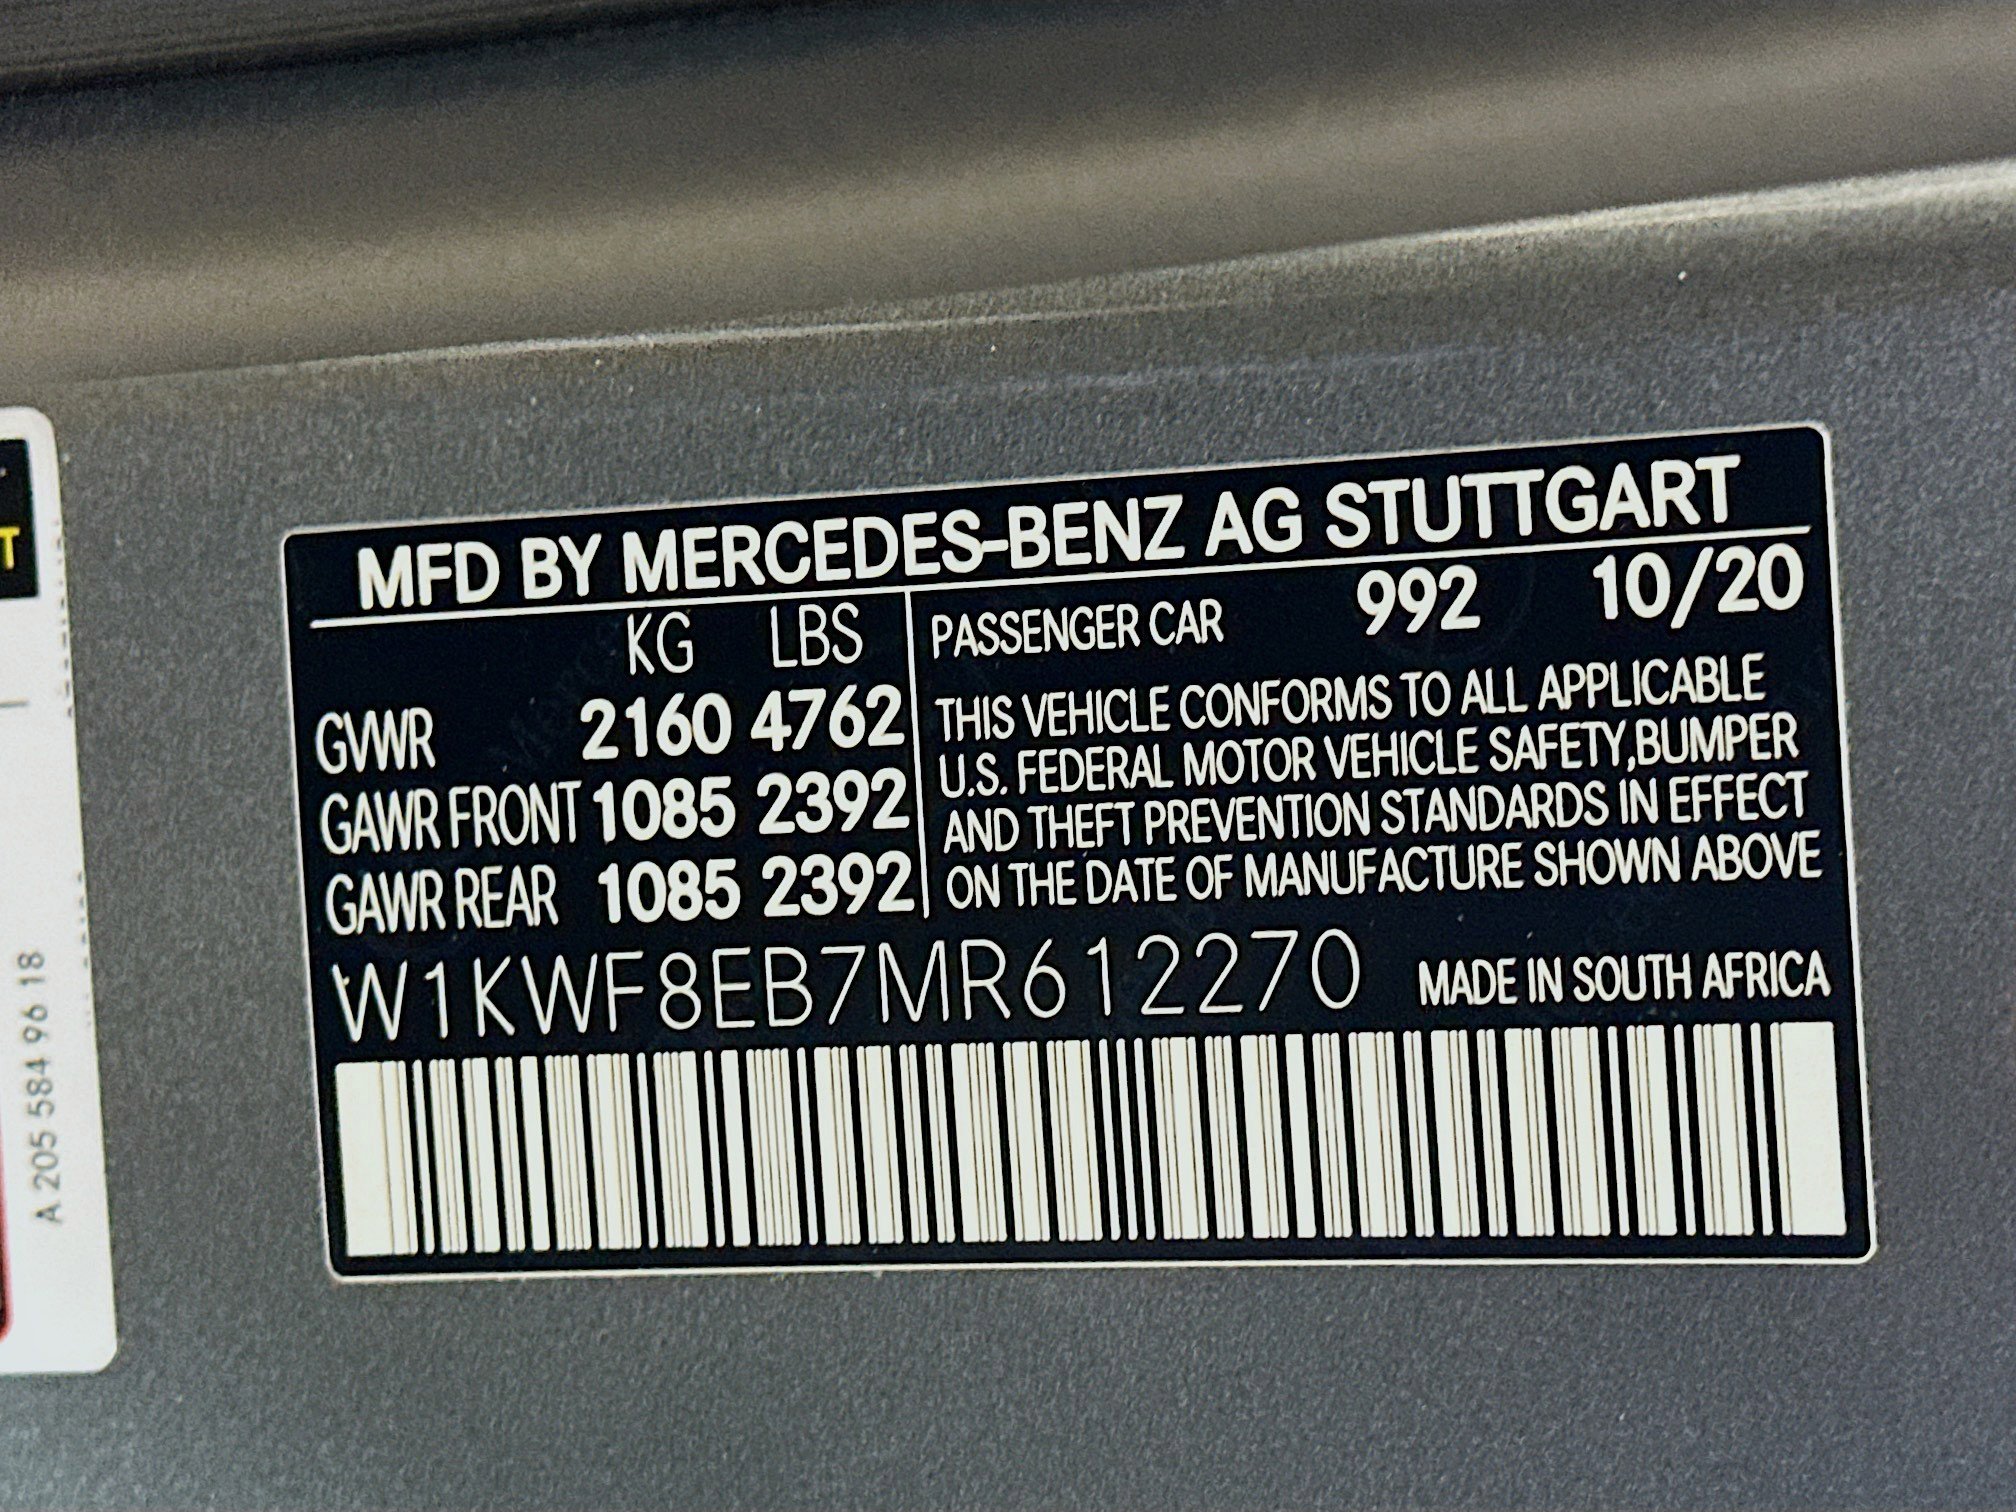 MFD BY MERCEDES-BENZ AG STUTTGART
KG LBS
GVWR 2160 4762
GAWR FRONT 1085 2392
GAWR REAR 1085 2392
PASSENGER CAR 992 10/20
THIS VEHICLE CONFORMS TO ALL APPLICABLE
U.S. FEDERAL MOTOR VEHICLE SAFETY,BUMPER
AND THEFT PREVENTION STANDARDS IN EFFECT
ON THE DATE OF MANUFACTURE SHOWN ABOVE
W1KWF8EB7MR612270 MADE IN SOUTH AFRICA
A 205 584 96 18
T